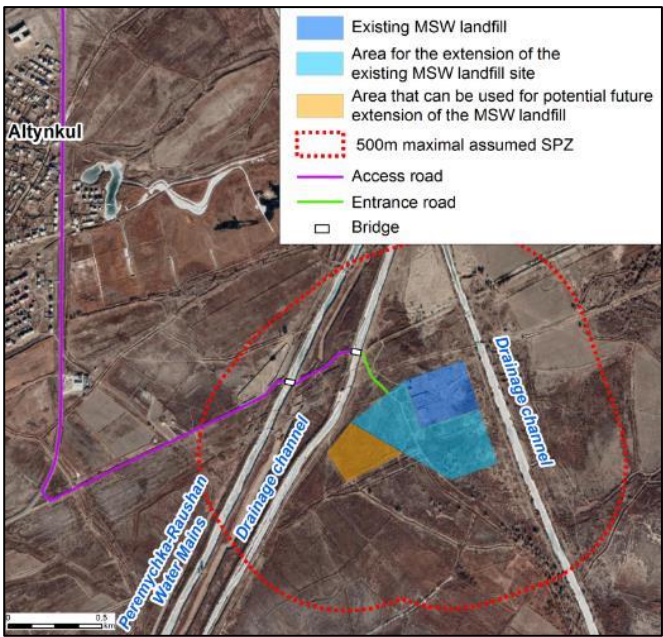 Existing MSW landfill
Area for the extension of the
existing MSW landfill site
Area that can be used for potential future
extension of the MSW landfill
500m maximal assumed SPZ
Access road
Entrance road
Bridge
Altynkul
Drainage channel
Drainage channel
Peremychka-Raushan
Water Mains
0 0,5
km